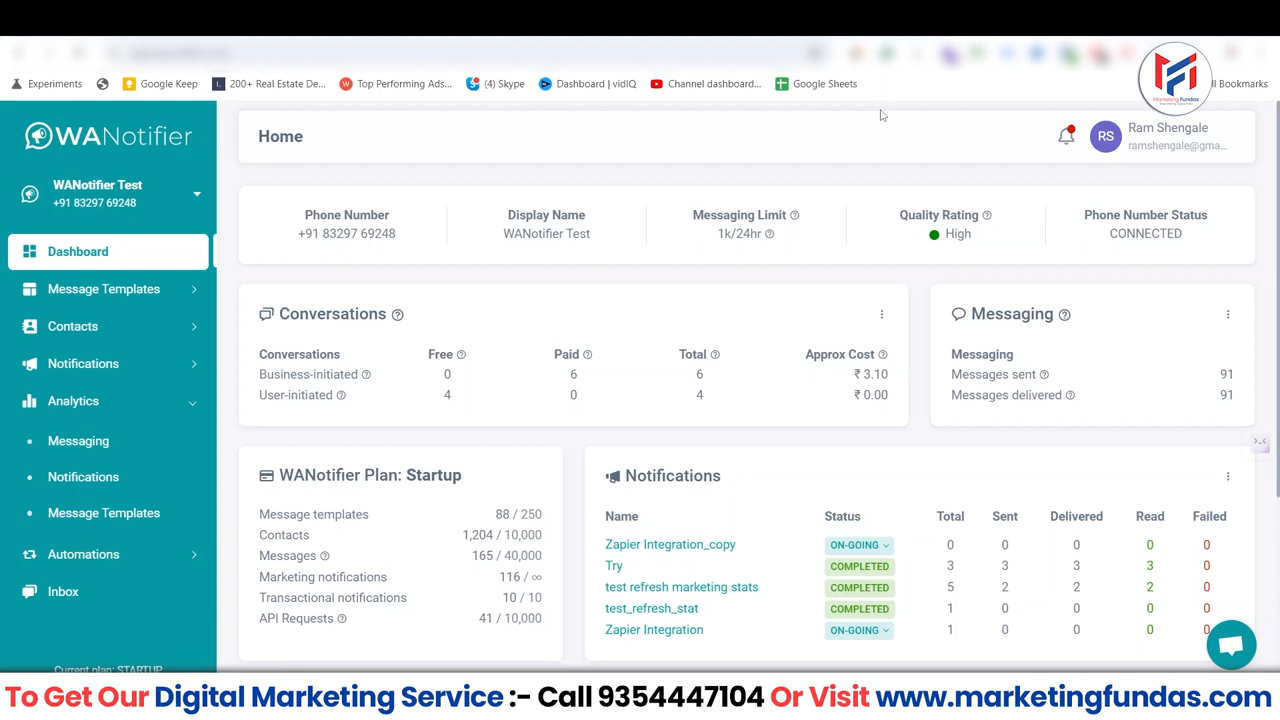 Experiments
Google Keep
200+ Real Estate De...
Top Performing Ads...
(4) Skype
Dashboard | vidIQ
Channel dashboard...
Google Sheets
ll Bookmarks
Marketing Fundas
WANotifier
Home
RS
Ram Shengale
ramshengale@gma...
WANotifier Test
+91 83297 69248
Dashboard
Message Templates
Contacts
Notifications
Analytics
Messaging
Notifications
Message Templates
Automations
Inbox
Current plan: STARTUP
Phone Number
+91 83297 69248
Display Name
WANotifier Test
Messaging Limit
1k/24hr
Quality Rating
High
Phone Number Status
CONNECTED
Conversations
Conversations Free Paid Total Approx Cost
Business-initiated 0 6 6 ₹ 3.10
User-initiated 4 0 4 ₹ 0.00
Messaging
Messaging
Messages sent 91
Messages delivered 91
WANotifier Plan: Startup
Message templates 88 / 250
Contacts 1,204 / 10,000
Messages 165 / 40,000
Marketing notifications 116 / ∞
Transactional notifications 10 / 10
API Requests 41 / 10,000
Notifications
Name Status Total Sent Delivered Read Failed
Zapier Integration_copy ON-GOING 0 0 0 0 0
Try COMPLETED 3 3 3 3 0
test refresh marketing stats COMPLETED 5 2 2 2 0
test_refresh_stat COMPLETED 1 0 0 0 0
Zapier Integration ON-GOING 1 0 0 0 0
To Get Our Digital Marketing Service :- Call 9354447104 Or Visit www.marketingfundas.com